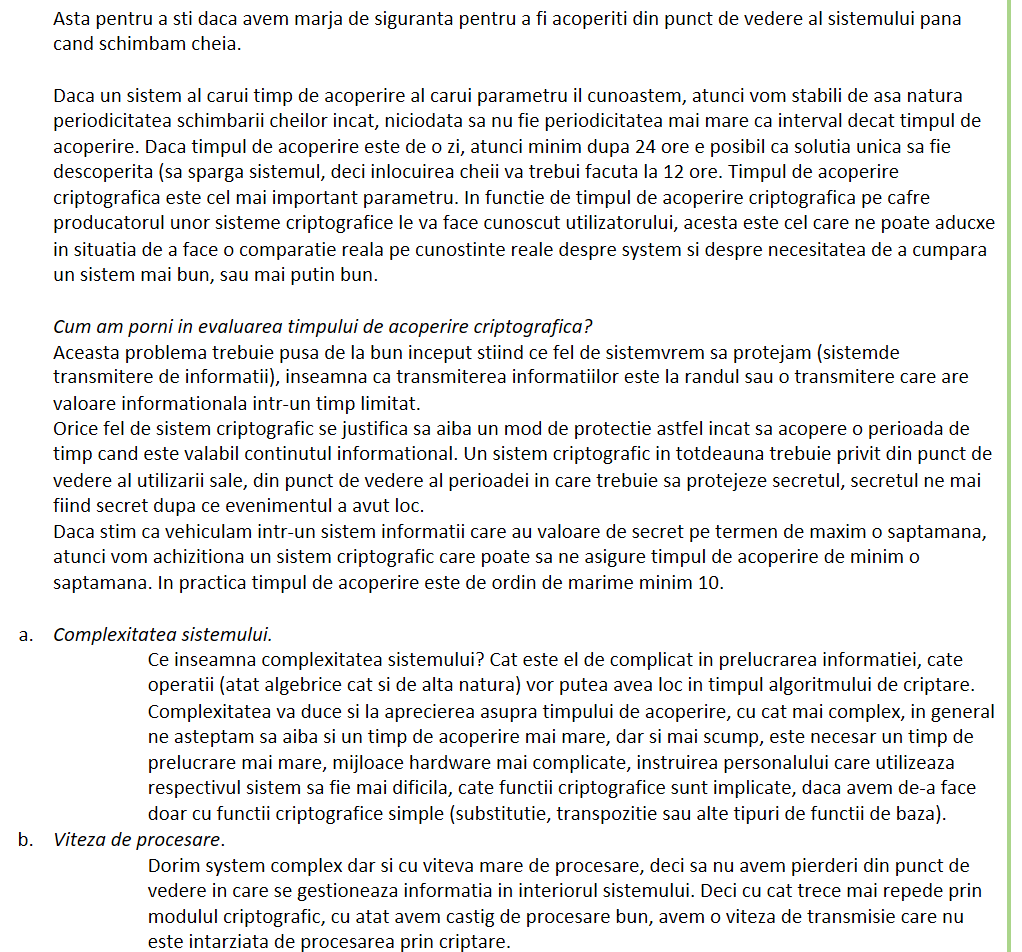 Asta pentru a sti daca avem marja de siguranta pentru a fi acoperiti din punct de vedere al sistemului pana
cand schimbam cheia.
Daca un sistem al carui timp de acoperire al carui parametru il cunoastem, atunci vom stabili de asa natura
periodicitatea schimbarii cheilor incat, niciodata sa nu fie periodicitatea mai mare ca interval decat timpul de
acoperire. Daca timpul de acoperire este de o zi, atunci minim dupa 24 ore e posibil ca solutia unica sa fie
descoperita (sa sparga sistemul, deci inlocuirea cheii va trebui facuta la 12 ore. Timpul de acoperire
criptografica este cel mai important parametru. In functie de timpul de acoperire criptografica pe cafre
producatorul unor sisteme criptografice le va face cunoscut utilizatorului, acesta este cel care ne poate aducxe
in situatia de a face o comparatie reala pe cunostinte reale despre system si despre necesitatea de a cumpara
un sistem mai bun, sau mai putin bun.
Cum am porni in evaluarea timpului de acoperire criptografica?
Aceasta problema trebuie pusa de la bun inceput stiind ce fel de sistemvrem sa protejam (sistemde
transmitere de informatii), inseamna ca transmiterea informatiilor este la randul sau o transmitere care are
valoare informationala intr-un timp limitat.
Orice fel de sistem criptografic se justifica sa aiba un mod de protectie astfel incat sa acopere o perioada de
timp cand este valabil continutul informational. Un sistem criptografic in totdeauna trebuie privit din punct de
vedere al utilizarii sale, din punct de vedere al perioadei in care trebuie sa protejeze secretul, secretul ne mai
fiind secret dupa ce evenimentul a avut loc.
Daca stim ca vehiculam intr-un sistem informatii care au valoare de secret pe termen de maxim o saptamana,
atunci vom achizitiona un sistem criptografic care poate sa ne asigure timpul de acoperire de minim o
saptamana. In practica timpul de acoperire este de ordin de marime minim 10.
a. Complexitatea sistemului.
Ce inseamna complexitatea sistemului? Cat este el de complicat in prelucrarea informatiei, cate
operatii (atat algebrice cat si de alta natura) vor putea avea loc in timpul algoritmului de criptare.
Complexitatea va duce si la aprecierea asupra timpului de acoperire, cu cat mai complex, in general
ne asteptam sa aiba si un timp de acoperire mai mare, dar si mai scump, este necesar un timp de
prelucrare mai mare, mijloace hardware mai complicate, instruirea personalului care utilizeaza
respectivul sistem sa fie mai dificila, cate functii criptografice sunt implicate, daca avem de-a face
doar cu functii criptografice simple (substitutie, transpozitie sau alte tipuri de functii de baza).
b. Viteza de procesare.
Dorim system complex dar si cu viteva mare de procesare, deci sa nu avem pierderi din punct de
vedere in care se gestioneaza informatia in interiorul sistemului. Deci cu cat trece mai repede prin
modulul criptografic, cu atat avem castig de procesare bun, avem o viteza de transmisie care nu
este intarziata de procesarea prin criptare.